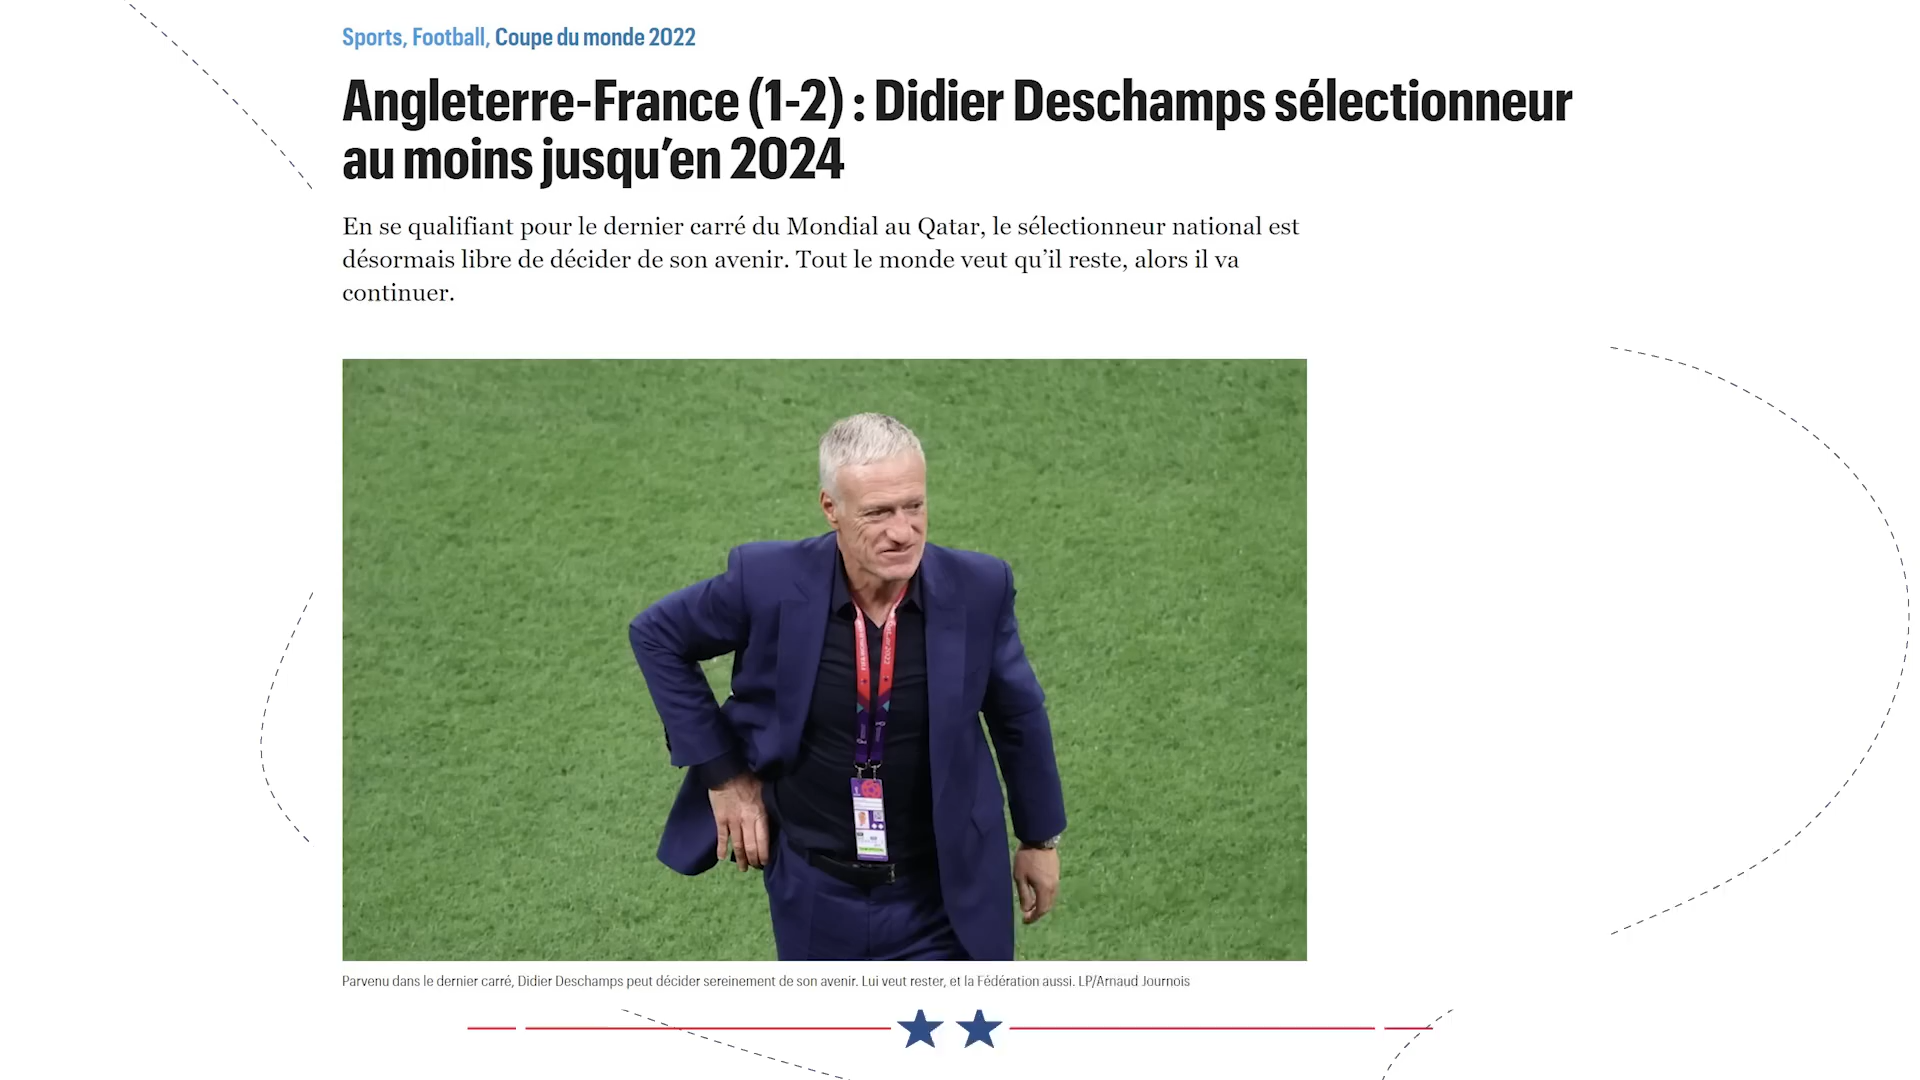 Sports, Football, Coupe du monde 2022
Angleterre-France (1-2) : Didier Deschamps sélectionneur
au moins jusqu’en 2024
En se qualifiant pour le dernier carré du Mondial au Qatar, le sélectionneur national est
désormais libre de décider de son avenir. Tout le monde veut qu’il reste, alors il va
continuer.
Parvenu dans le dernier carré, Didier Deschamps peut décider sereinement de son avenir. Lui veut rester, et la Fédération aussi. LP/Arnaud Journois